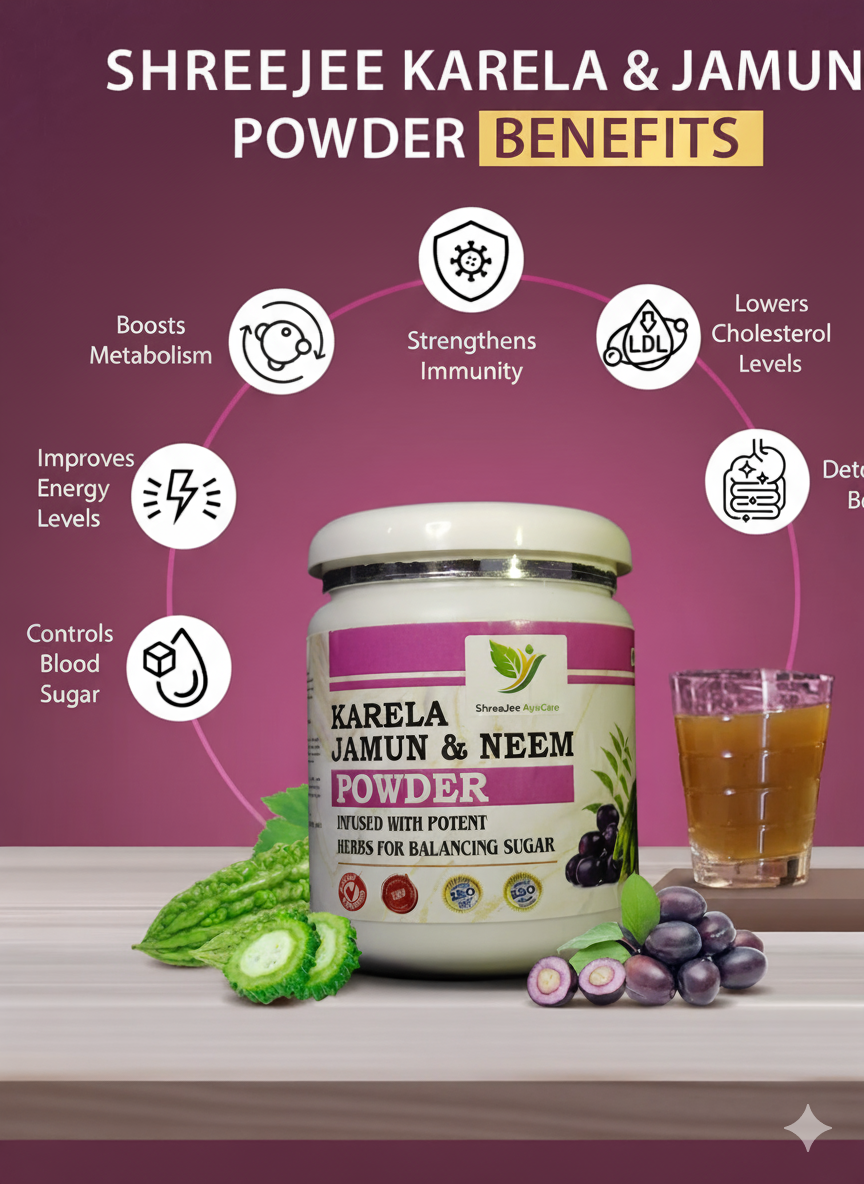 SHREEJEE KARELA & JAMUN
POWDER BENEFITS
Strengthens
Immunity
Boosts
Metabolism
Lowers
Cholesterol
Levels
LDL
Improves
Energy
Levels
Controls
Blood
Sugar
ShreaJee AyuCare
KARELA
JAMUN & NEEM
POWDER
INFUSED WITH POTENT
HERBS FOR BALANCING SUGAR